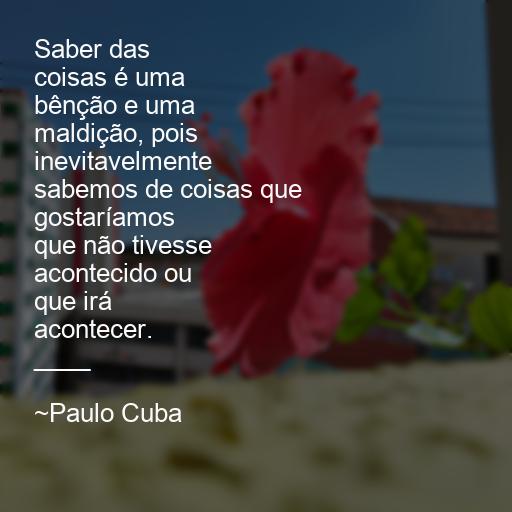 Saber das
coisas é uma
bênção e uma
maldição, pois
inevitavelmente
sabemos de coisas que
gostaríamos
que não tivesse
acontecido ou
que irá
acontecer.
____
~Paulo Cuba